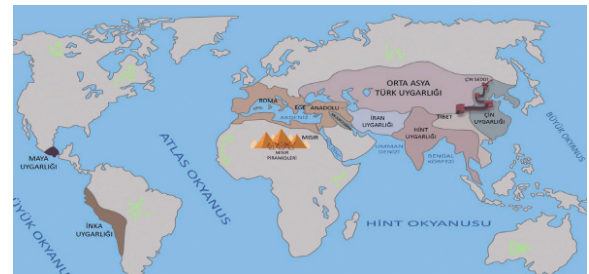 ÇİN SEDDİ
ORTA ASYA
TÜRK UYGARLIĞI
ROMA
EGE
ANADOLU
AKDENİZ
TİBET
ÇİN
UYGARLIĞI
İRAN
UYGARLIĞI
HİNT
UYGARLIĞI
MISIR
MISIR
PİRAMİTLERİ
UMMAN
DENİZİ
BENGAL
KÖRFEZİ
BÜYÜK OKYANUS
MAYA
UYGARLIĞI
ATLAS OKYANUS
İNKA
UYGARLIĞI
HİNT OKYANUSU
ÜYÜK OKYANUS